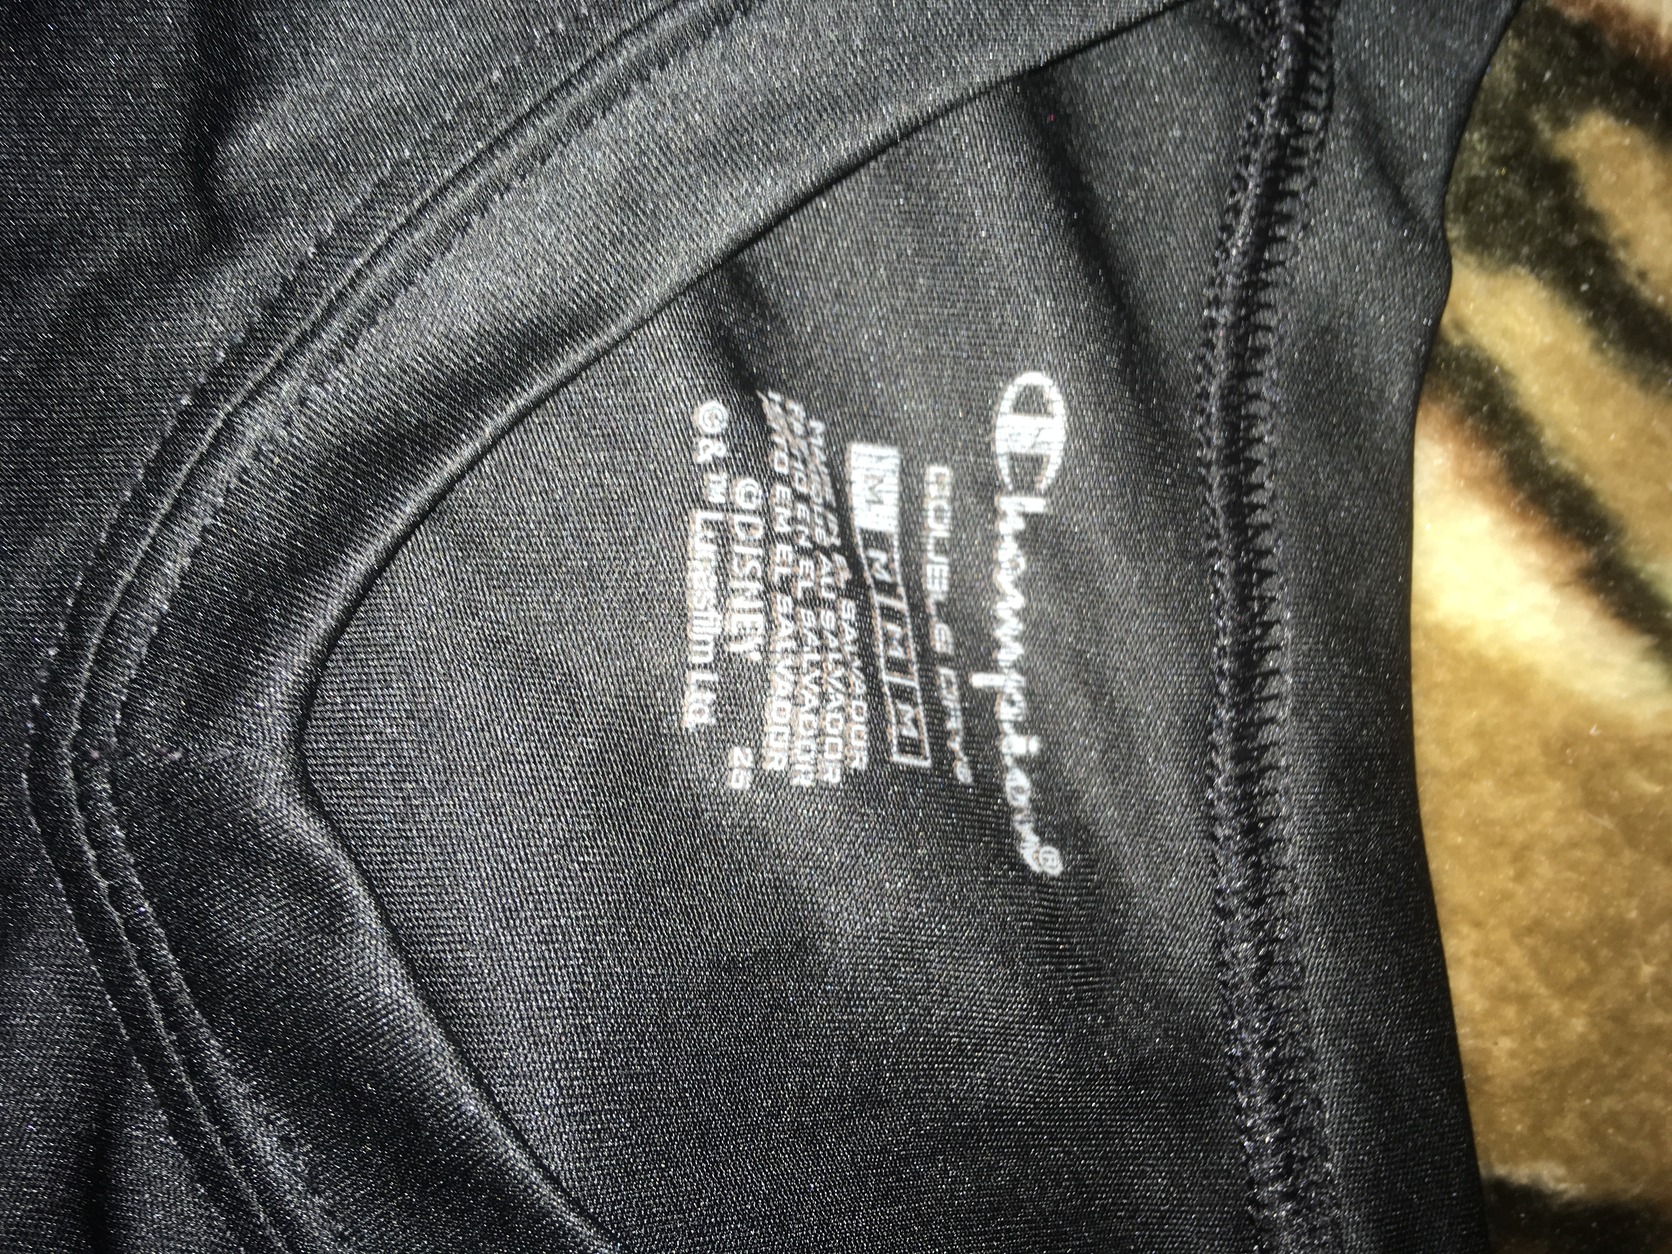 Champion®
DOUBLE DRY®
M M M M
MADE IN EL SALVADOR
FAIT AU SALVADOR
HECHO EN EL SALVADOR
FEITO EM EL SALVADOR
©DISNEY 25
© & ™ Lucasfilm Ltd